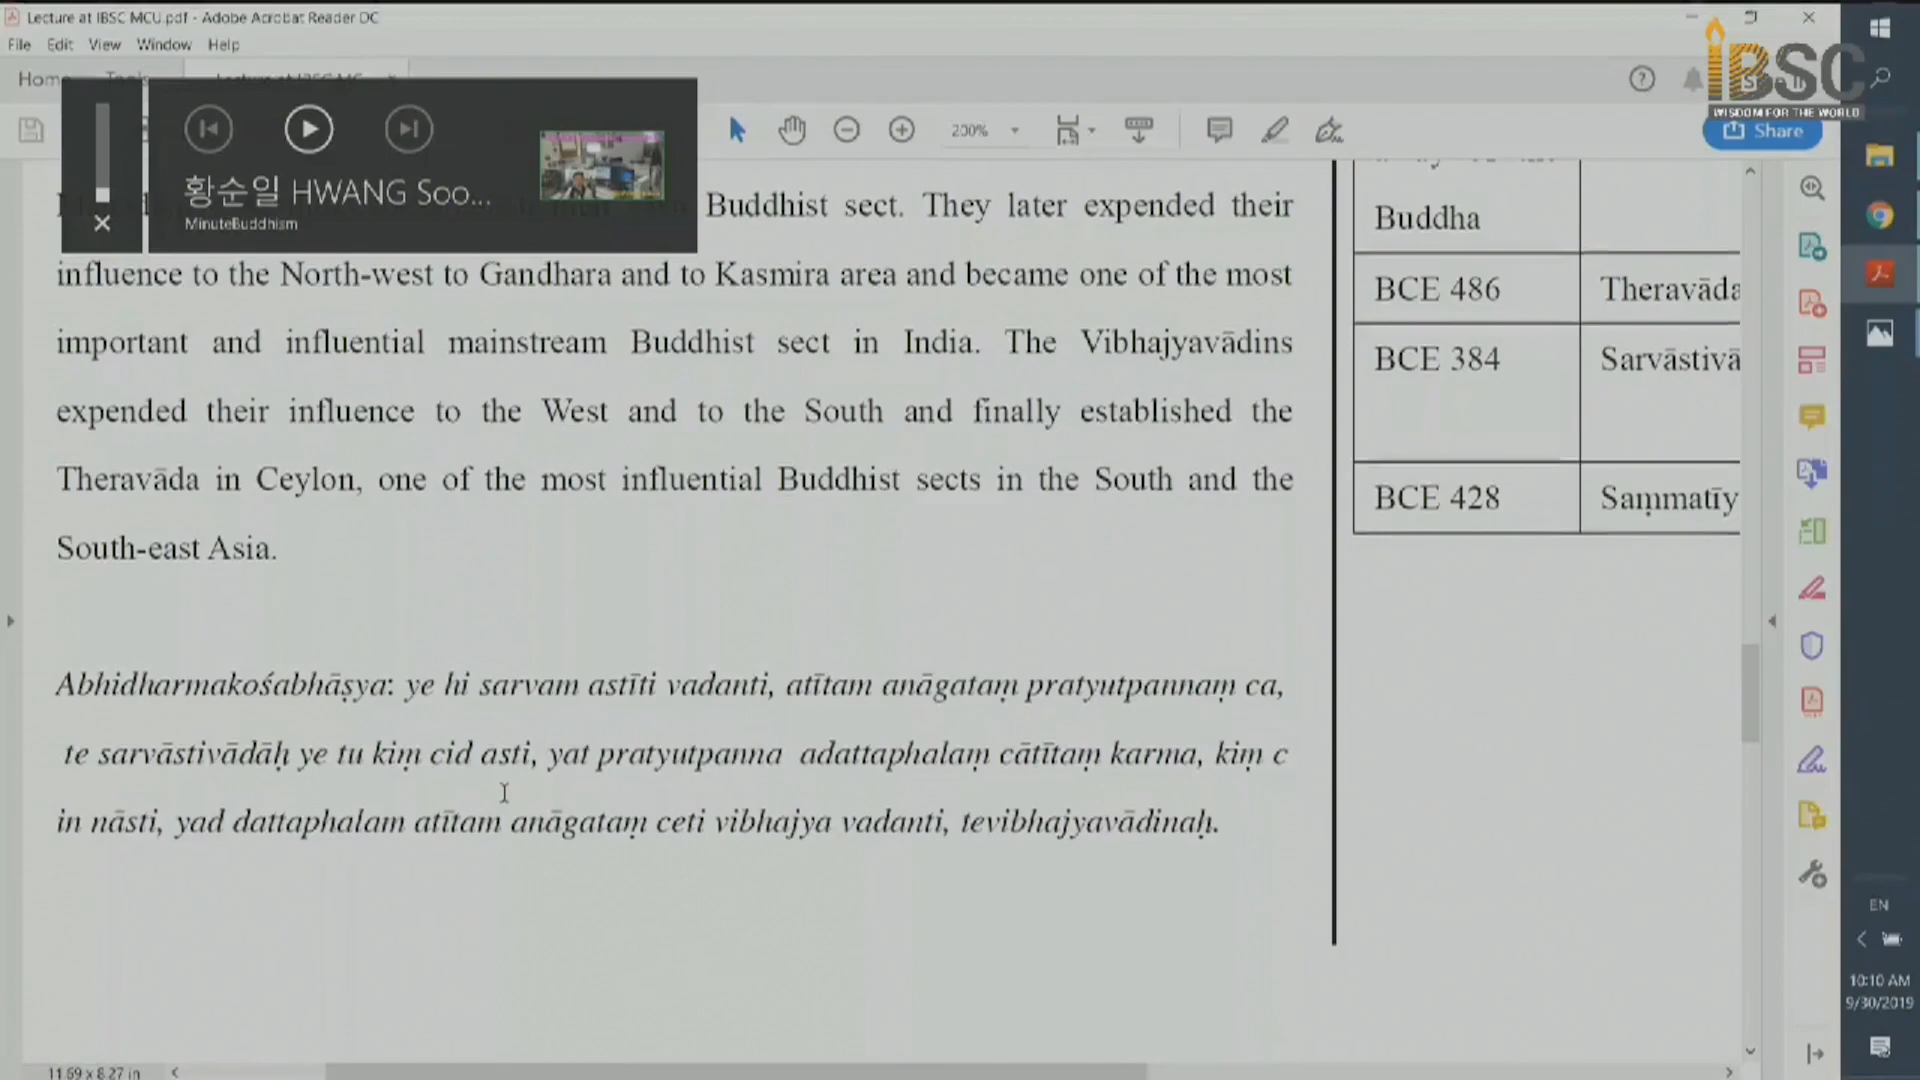 Lecture at IBSC MCU.pdf - Adobe Acrobat Reader DC
File Edit View Window Help
IBSC
WISDOM FOR THE WORLD
200%
Share
황순일 HWANG Soo...
MinuteBuddhism
Buddhist sect. They later expended their
influence to the North-west to Gandhara and to Kasmira area and became one of the most
important and influential mainstream Buddhist sect in India. The Vibhajyavādins
expended their influence to the West and to the South and finally established the
Theravāda in Ceylon, one of the most influential Buddhist sects in the South and the
South-east Asia.
Abhidharmakośabhāṣya: ye hi sarvam astīti vadanti, atītam anāgataṃ pratyutpannaṃ ca,
te sarvāstivādāḥ ye tu kiṃ cid asti, yat pratyutpanna adattaphalaṃ cātītaṃ karma, kiṃ c
in nāsti, yad dattaphalam atītam anāgataṃ ceti vibhajya vadanti, tevibhajyavādinaḥ.
Buddha
BCE 486 Theravāda
BCE 384 Sarvāstivā
BCE 428 Saṃmatīy
EN
10:10 AM
9/30/2019
11.69 x 8.27 in